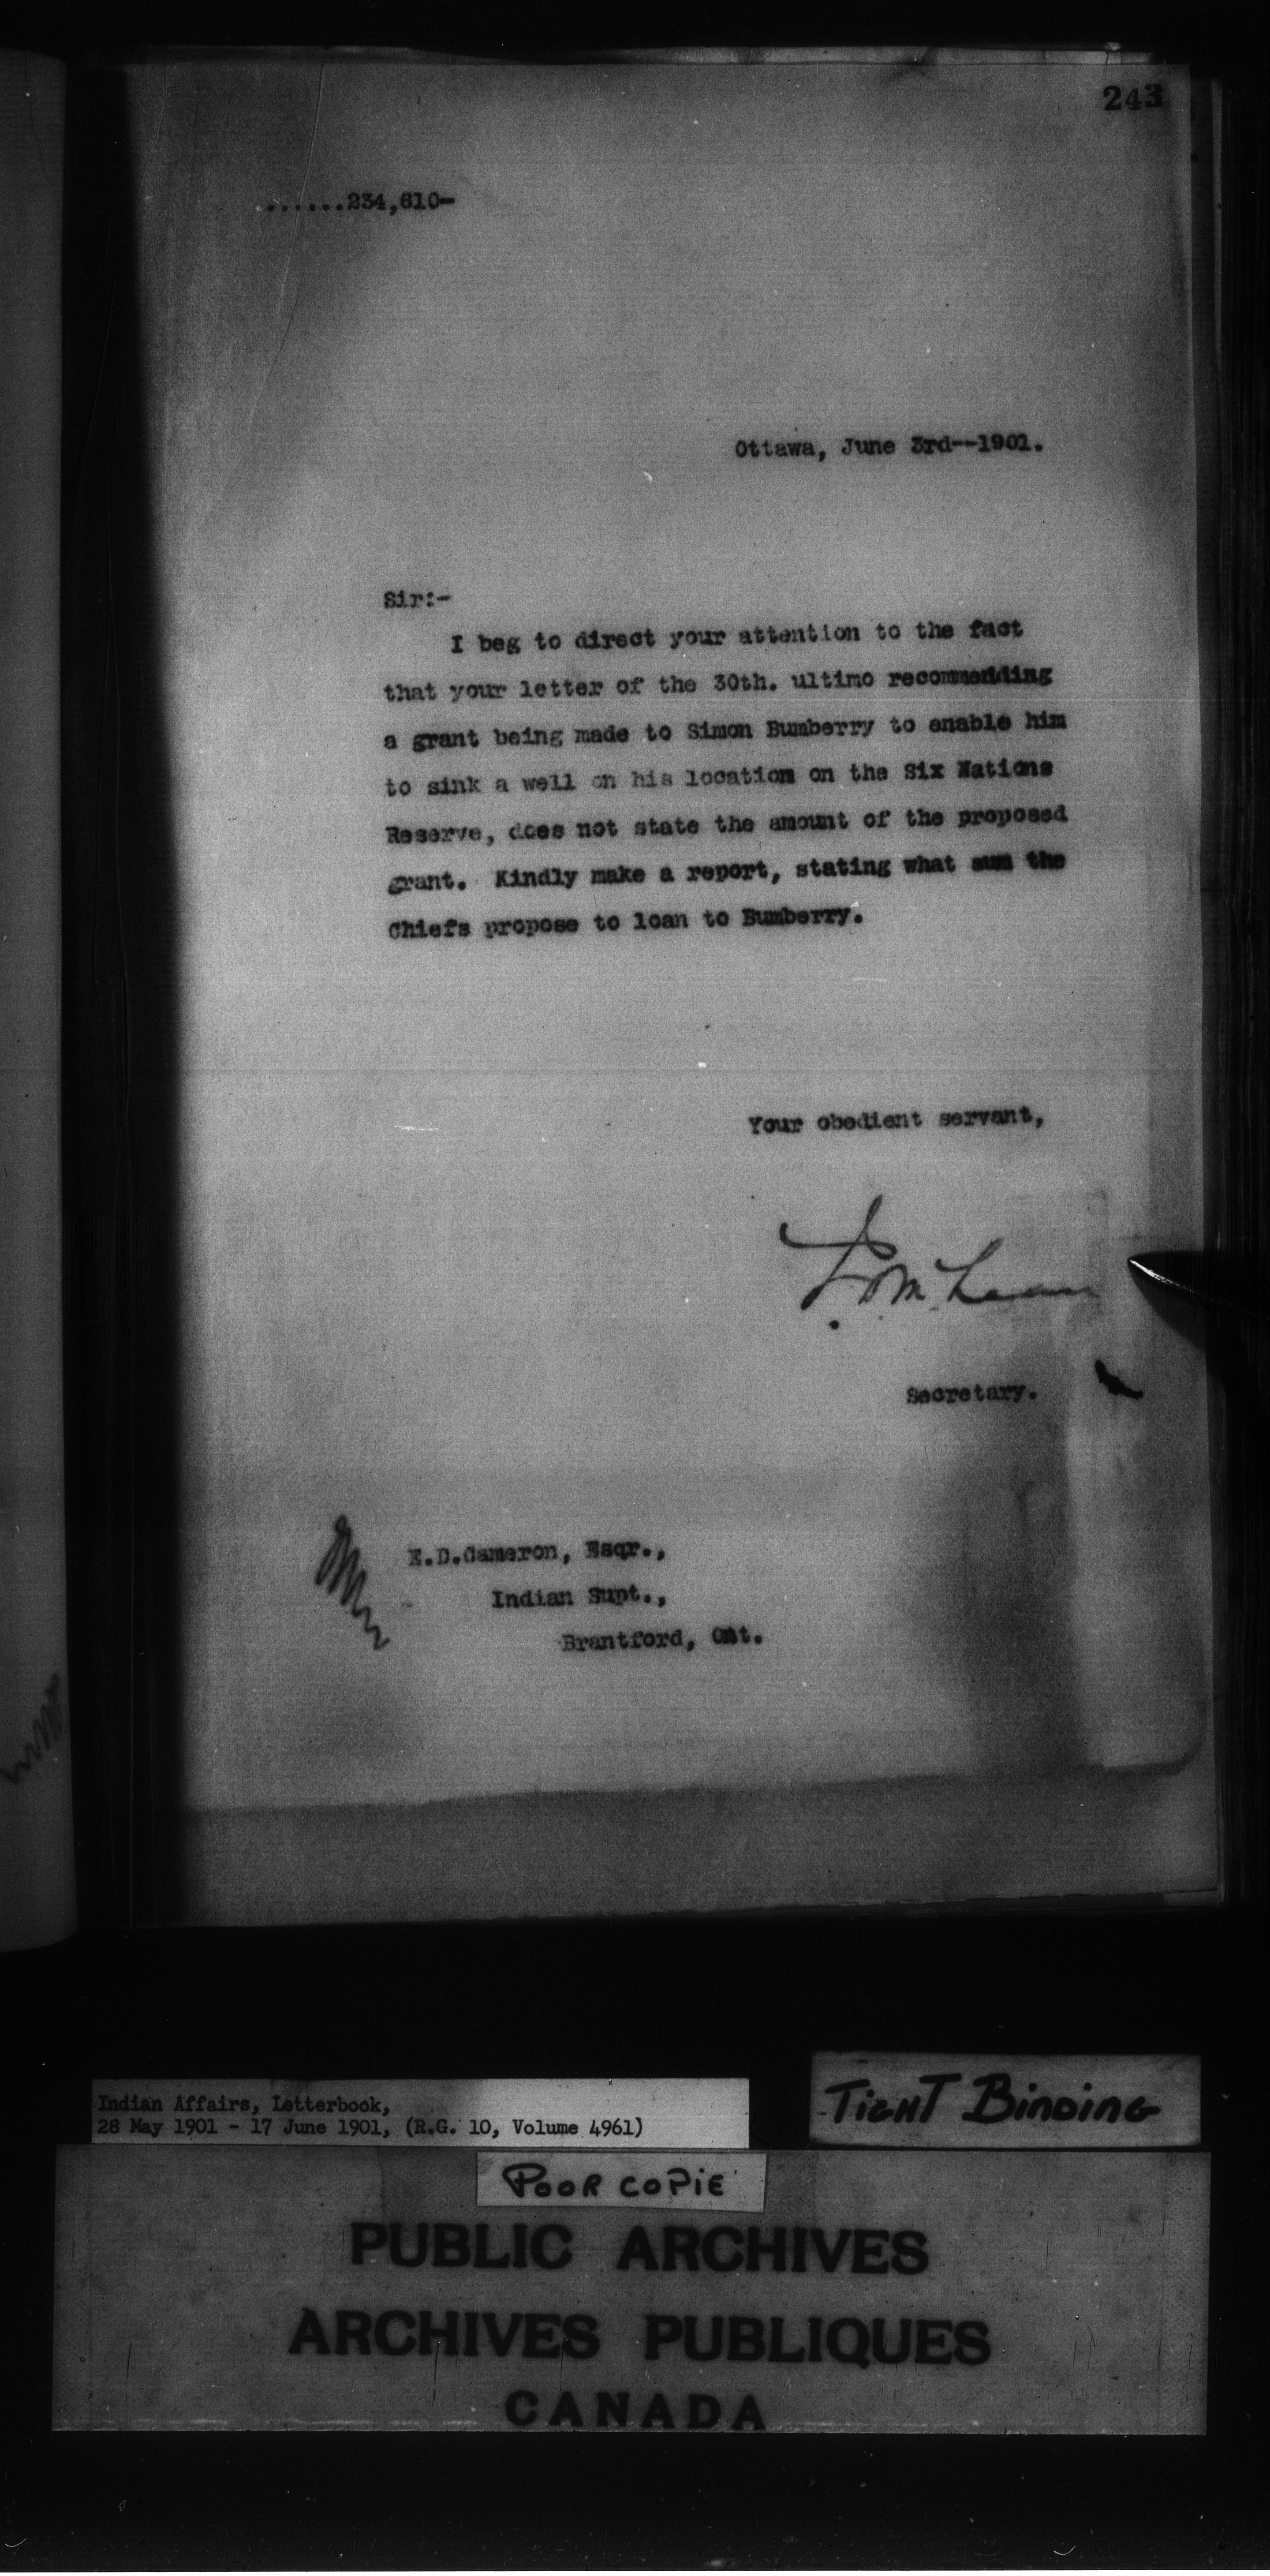 243
......234,810-
Ottawa, June 3rd--1901.
Sir:-
I beg to direct your attention to the fact
that your letter of the 30th. ultimo recommending
a grant being made to Simon Bumberry to enable him
to sink a well on his location on the Six Nations
Reserve, does not state the amount of the proposed
grant. Kindly make a report, stating what sum the
Chiefs propose to loan to Bumberry.
Your obedient servant,
Secretary.
E.D.Cameron, Esqr.,
Indian Supt.,
Brantford, Ont.
Indian Affairs, Letterbook,
28 May 1901 - 17 June 1901, (R.G. 10, Volume 4961)
TIGHT BINDING
POOR COPIE
PUBLIC ARCHIVES
ARCHIVES PUBLIQUES
CANADA